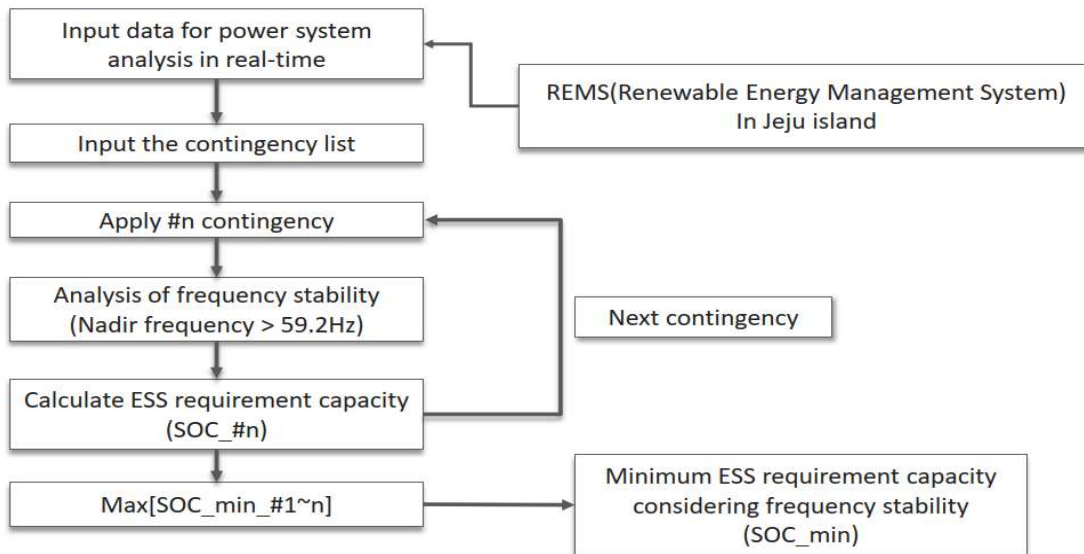 Input data for power system
analysis in real-time
REMS(Renewable Energy Management System)
In Jeju island
Input the contingency list
Apply #n contingency
Analysis of frequency stability
(Nadir frequency > 59.2Hz)
Next contingency
Calculate ESS requirement capacity
(SOC_#n)
Max[SOC_min_#1~n]
Minimum ESS requirement capacity
considering frequency stability
(SOC_min)